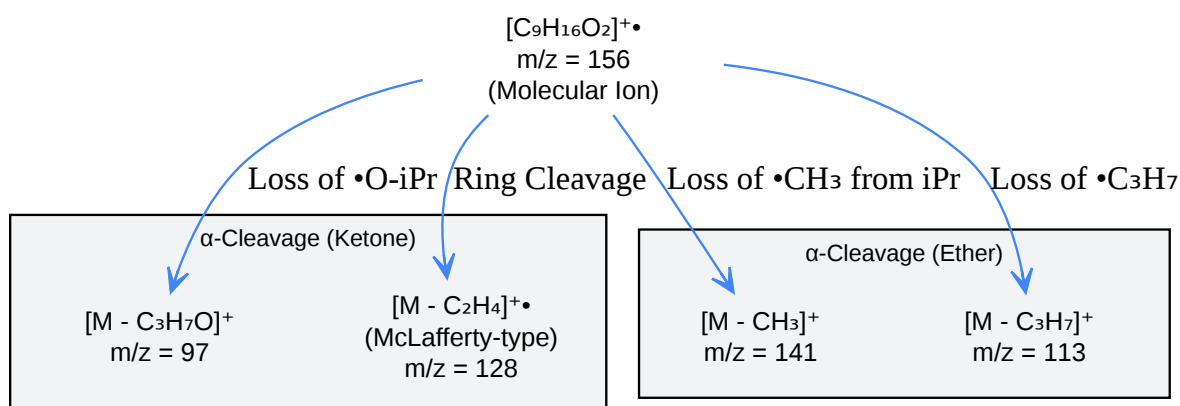 [C₉H₁₆O₂]⁺•
m/z = 156
(Molecular Ion)
Loss of •O-iPr
Ring Cleavage
Loss of •CH₃ from iPr
Loss of •C₃H₇
α-Cleavage (Ketone)
[M - C₃H₇O]⁺
m/z = 97
[M - C₂H₄]⁺•
(McLafferty-type)
m/z = 128
α-Cleavage (Ether)
[M - CH₃]⁺
m/z = 141
[M - C₃H₇]⁺
m/z = 113